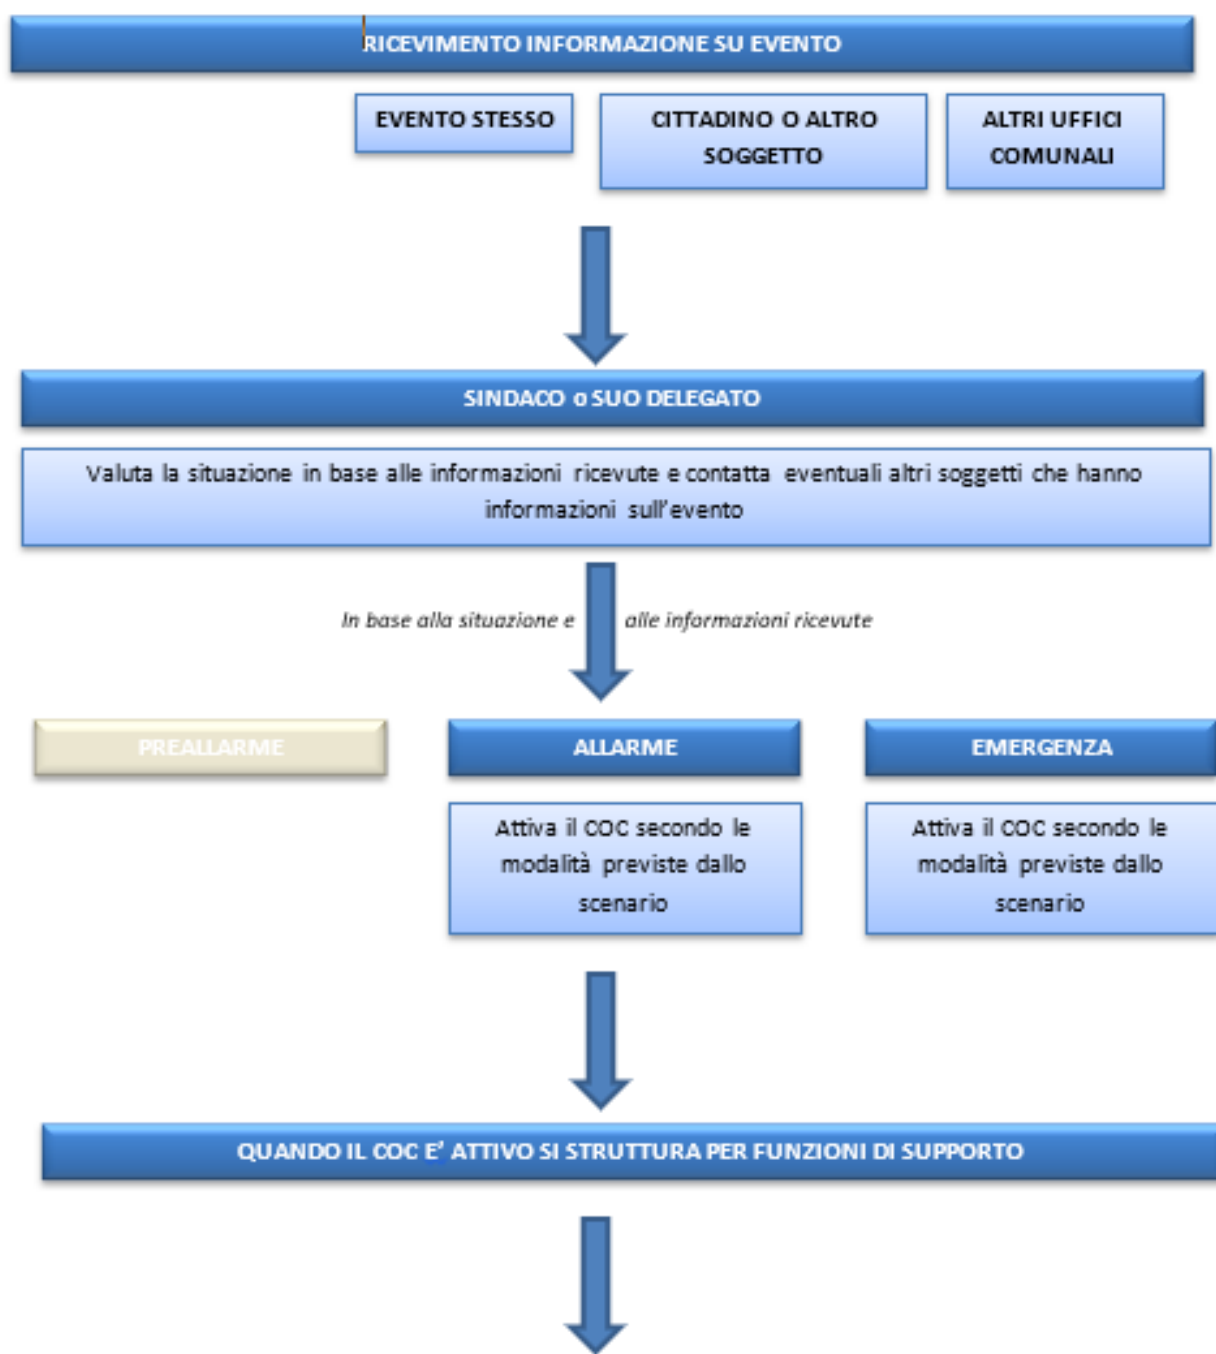 RICEVIMENTO INFORMAZIONE SU EVENTO
EVENTO STESSO
CITTADINO O ALTRO
SOGGETTO
ALTRI UFFICI
COMUNALI
SINDACO o SUO DELEGATO
Valuta la situazione in base alle informazioni ricevute e contatta eventuali altri soggetti che hanno
informazioni sull'evento
In base alla situazione e alle informazioni ricevute
PREALLARME
ALLARME
EMERGENZA
Attiva il COC secondo le
modalità previste dallo
scenario
Attiva il COC secondo le
modalità previste dallo
scenario
QUANDO IL COC E' ATTIVO SI STRUTTURA PER FUNZIONI DI SUPPORTO